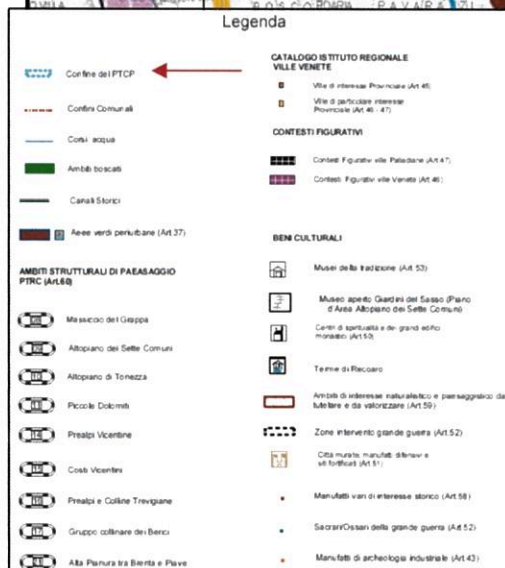 Legenda
Confine del PTCP
Confini Comunali
Corsi acqua
Ambiti boscati
Canali Storici
Aeee verdi periurbane (Art.37)
AMBITI STRUTTURALI DI PAEASAGGIO
PTRC (Art.60)
Massiccio del Grappa
Altopiano dei Sette Comuni
Altopiano di Tonezza
Piccole Dolomiti
14 Prealpi Vicentine
Costi Vicentini
Prealpi e Colline Trevigiane
Gruppo collinare dei Berici
Alta Pianura tra Brenta e Piave
CATALOGO ISTITUTO REGIONALE
VILLE VENETE
Ville di interesse Provinciale (Art 45)
Ville di particolare interesse
Provinciale (Art 46 - 47)
CONTESTI FIGURATIVI
Contesti Figurativi ville Palladiane (Art.47)
Contesti Figurativi ville Venete (Art.46)
BENI CULTURALI
Musei della tradizione (Art.53)
Museo aperto Giardini del Sasso (Piano
d'Area Altopiano dei Sette Comuni)
Centri di spiritualità e dei grandi edifici
monastici (Art.50)
Terme di Recoaro
Ambiti di interesse naturalistico e paesaggistico da
tutelare e da valorizzare (Art.59)
Zone intervento grande guerra (Art.52)
Città murate, manufatti difensivi e
siti fortificati (Art.51)
Manufatti vari di interesse storico (Art.58)
Sacrari/Ossari della grande guerra (Art.52)
Manufatti di archeologia industriale (Art.43)